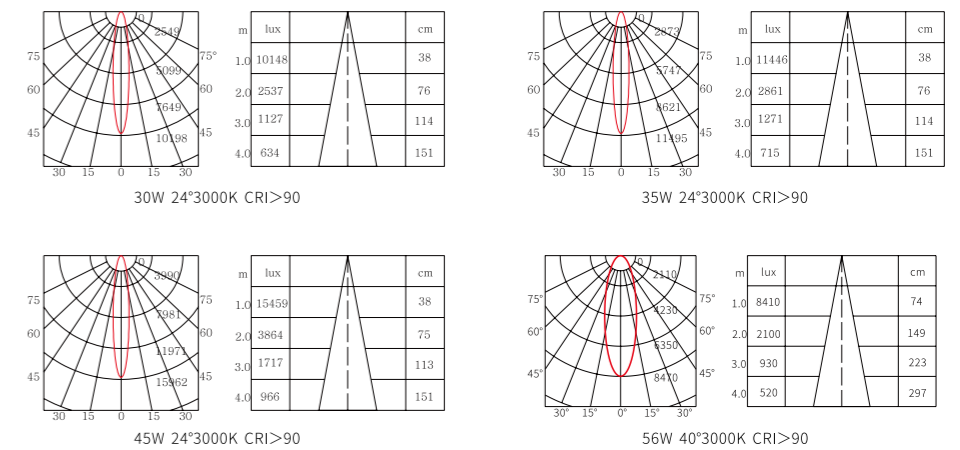 0
2549
5099
7649
10198
75
60
45
75°
60
45
30 15 0 15 30
m lux cm
1.0 10148 38
2.0 2537 76
3.0 1127 114
4.0 634 151
30W 24°3000K CRI>90
0
2873
5747
8621
11495
75
60
45
75
60
45
30 15 0 15 30
m lux cm
1.0 11446 38
2.0 2861 76
3.0 1271 114
4.0 715 151
35W 24°3000K CRI>90
0
3990
7981
11971
15962
75
60
45
75
60
45
30 15 0 15 30
m lux cm
1.0 15459 38
2.0 3864 75
3.0 1717 113
4.0 966 151
45W 24°3000K CRI>90
0
2110
4230
6350
8470
75°
60°
45°
75°
60°
45°
30° 15° 0° 15° 30°
m lux cm
1.0 8410 74
2.0 2100 149
3.0 930 223
4.0 520 297
56W 40°3000K CRI>90